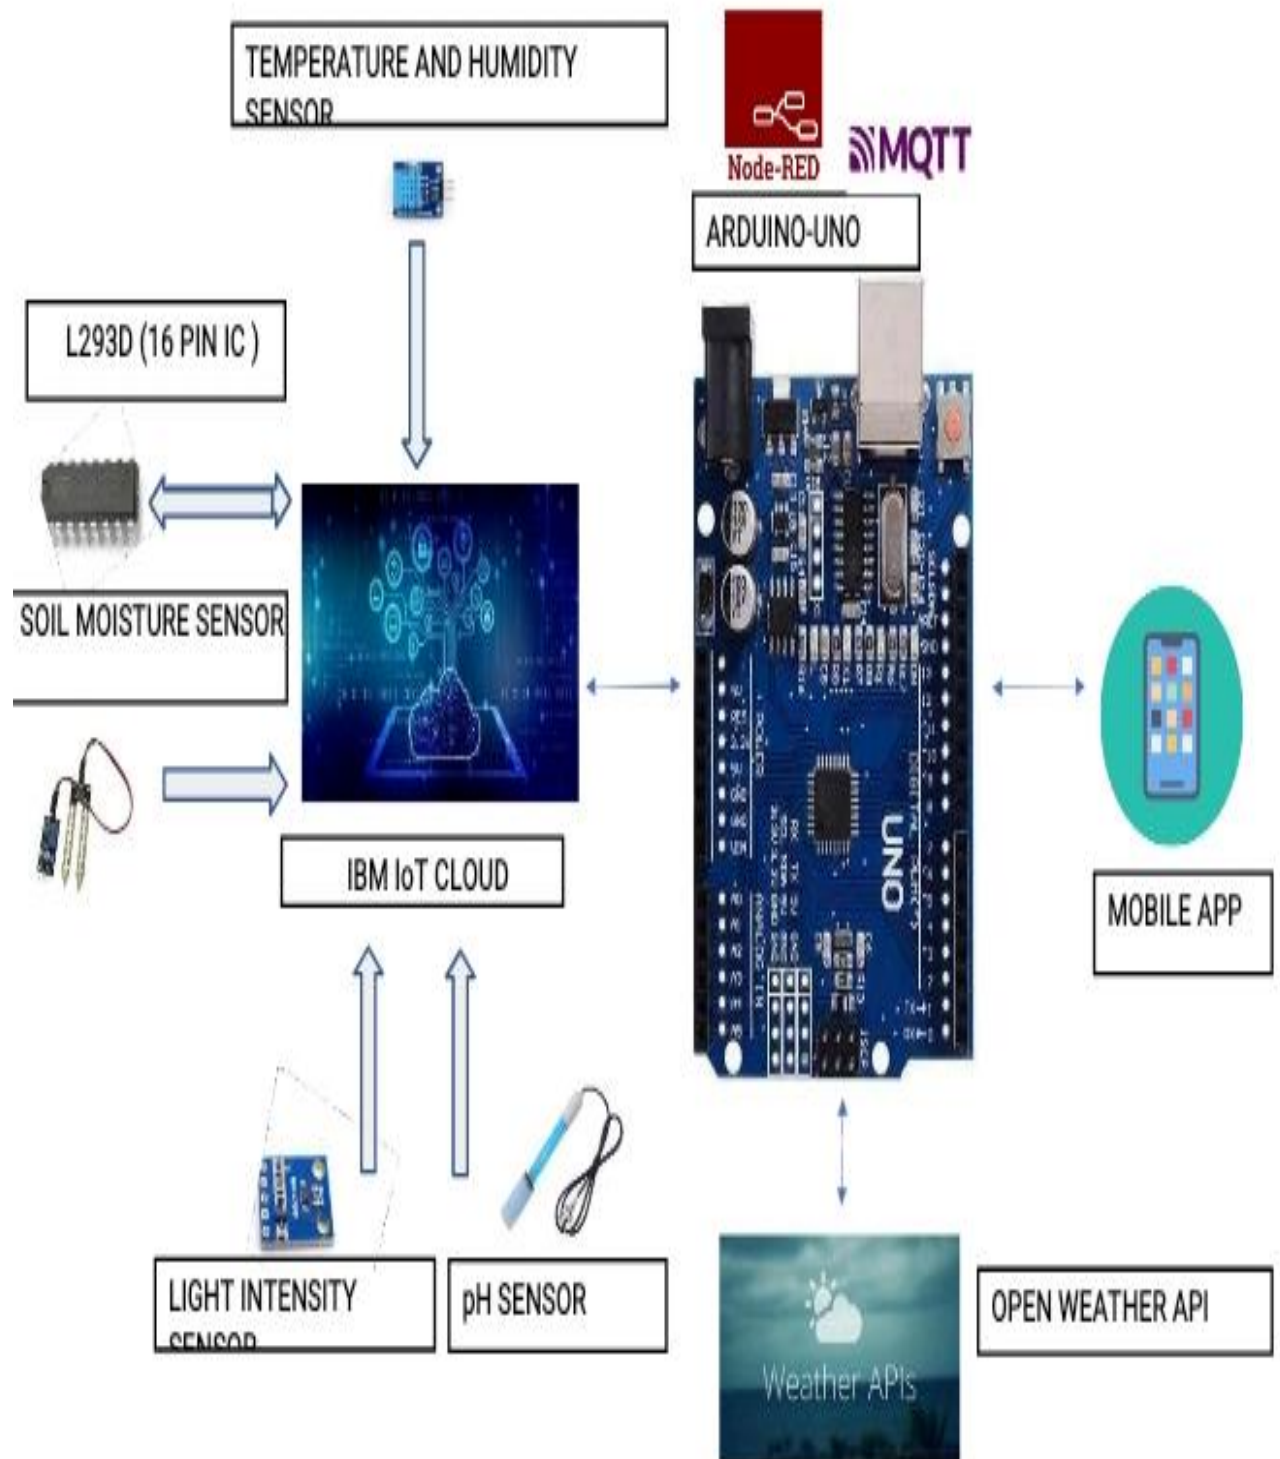 TEMPERATURE AND HUMIDITY
SENSOR
Node-RED
MQTT
ARDUINO-UNO
L293D (16 PIN IC )
SOIL MOISTURE SENSOR
UNO
IBM IoT CLOUD
MOBILE APP
LIGHT INTENSITY
SENSOR
pH SENSOR
Weather APIs
OPEN WEATHER API